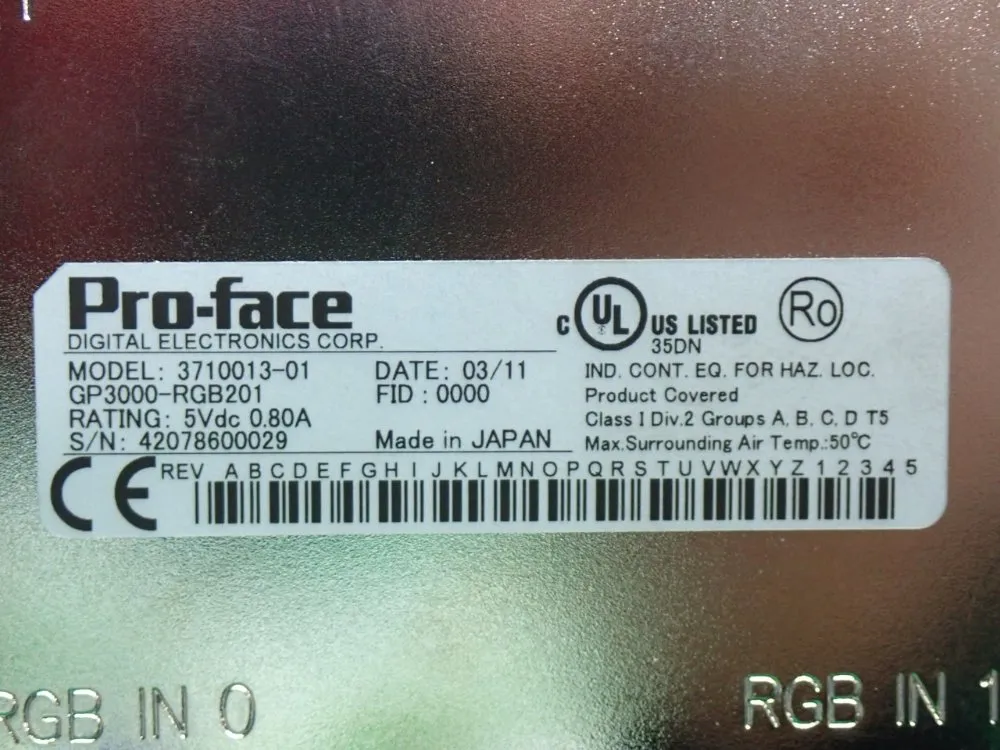 Pro-face
DIGITAL ELECTRONICS CORP.
MODEL: 3710013-01
GP3000-RGB201
RATING: 5Vdc 0.80A
S/N: 42078600029
DATE: 03/11
FID : 0000
Made in JAPAN
C UL US LISTED
35DN
Ro
IND. CONT. EQ. FOR HAZ. LOC.
Product Covered
Class I Div.2 Groups A, B, C, D T5
Max.Surrounding Air Temp.:50℃
CE
REV A B C D E F G H I J K L M N O P Q R S T U V W X Y Z 1 2 3 4 5
RGB IN 0
RGB IN 1